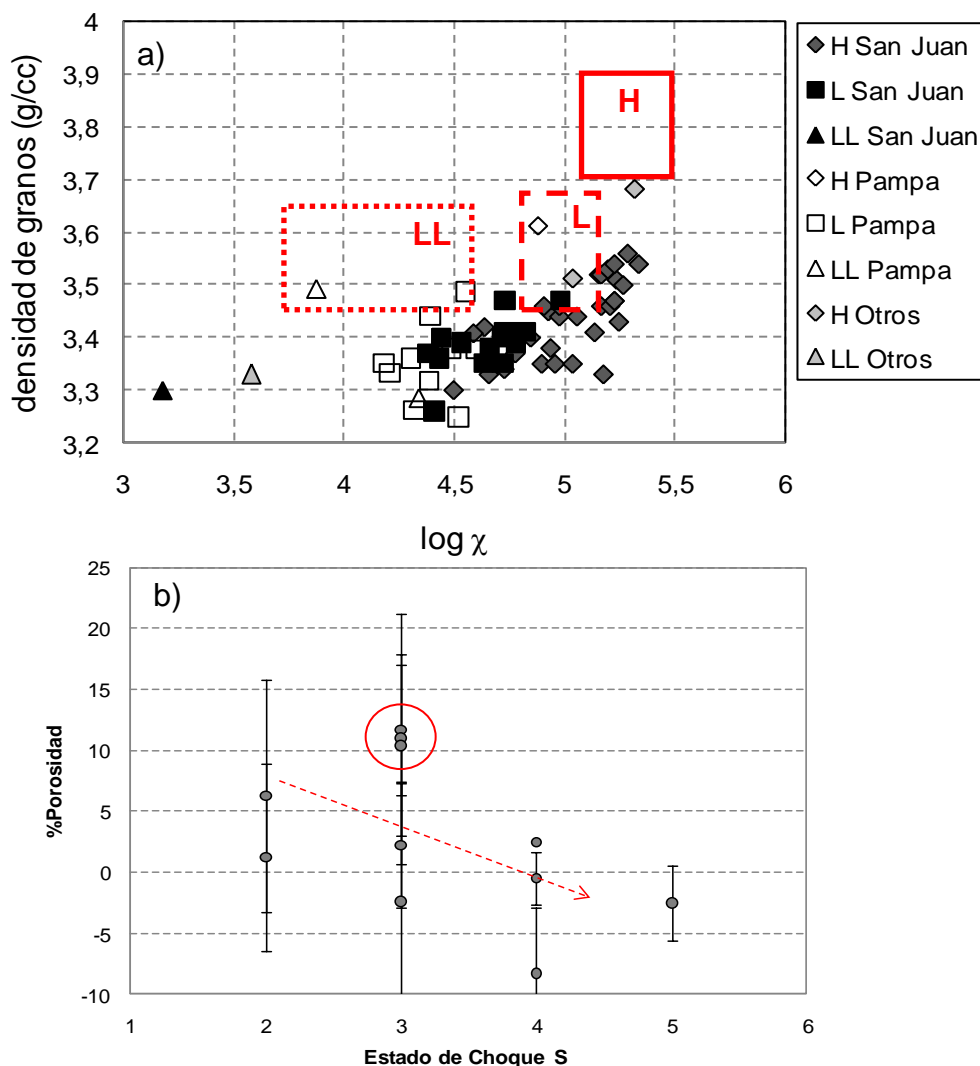 a)
4
3,9
3,8
3,7
3,6
3,5
3,4
3,3
3,2
densidad de granos (g/cc)
H
L
LL
3 3,5 4 4,5 5 5,5 6
log χ
H San Juan
L San Juan
LL San Juan
H Pampa
L Pampa
LL Pampa
H Otros
LL Otros
b)
25
20
15
10
5
0
-5
-10
%Porosidad
1 2 3 4 5 6
Estado de Choque S